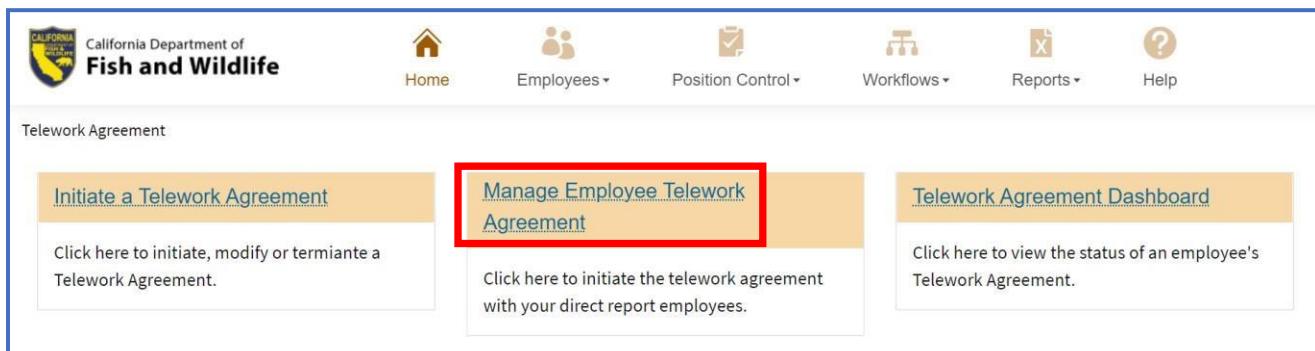 California Department of
Fish and Wildlife
Home
Employees
Position Control
Workflows
Reports
Help
Telework Agreement
Initiate a Telework Agreement
Click here to initiate, modify or termiante a
Telework Agreement.
Manage Employee Telework
Agreement
Click here to initiate the telework agreement
with your direct report employees.
Telework Agreement Dashboard
Click here to view the status of an employee's
Telework Agreement.